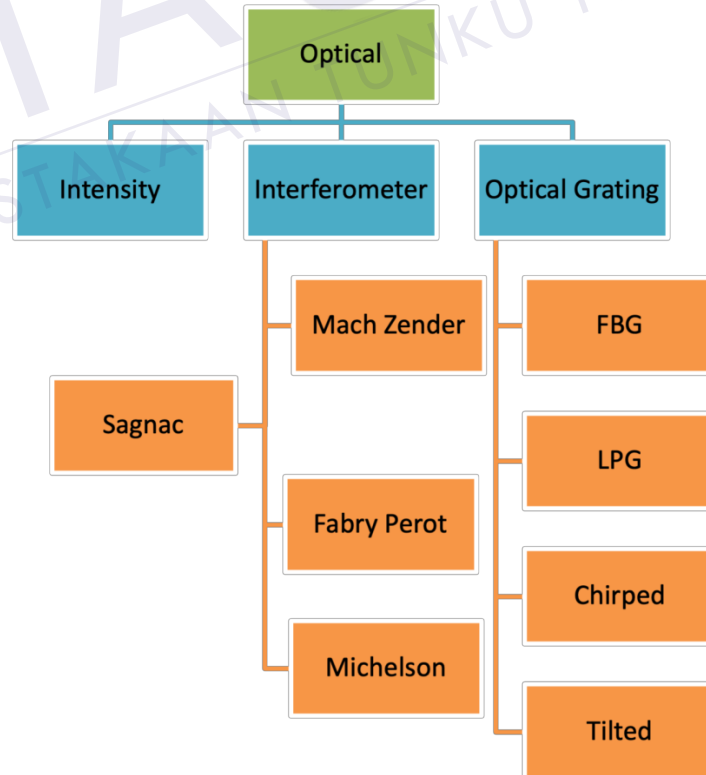 Optical
Intensity
Interferometer
Optical Grating
Mach Zender
FBG
Sagnac
LPG
Fabry Perot
Chirped
Michelson
Tilted